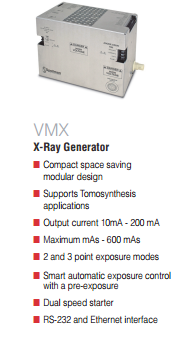 VMX
X-Ray Generator
Compact space saving
modular design
Supports Tomosynthesis
applications
Output current 10mA - 200 mA
Maximum mAs - 600 mAs
2 and 3 point exposure modes
Smart automatic exposure control
with a pre-exposure
Dual speed starter
RS-232 and Ethernet interface